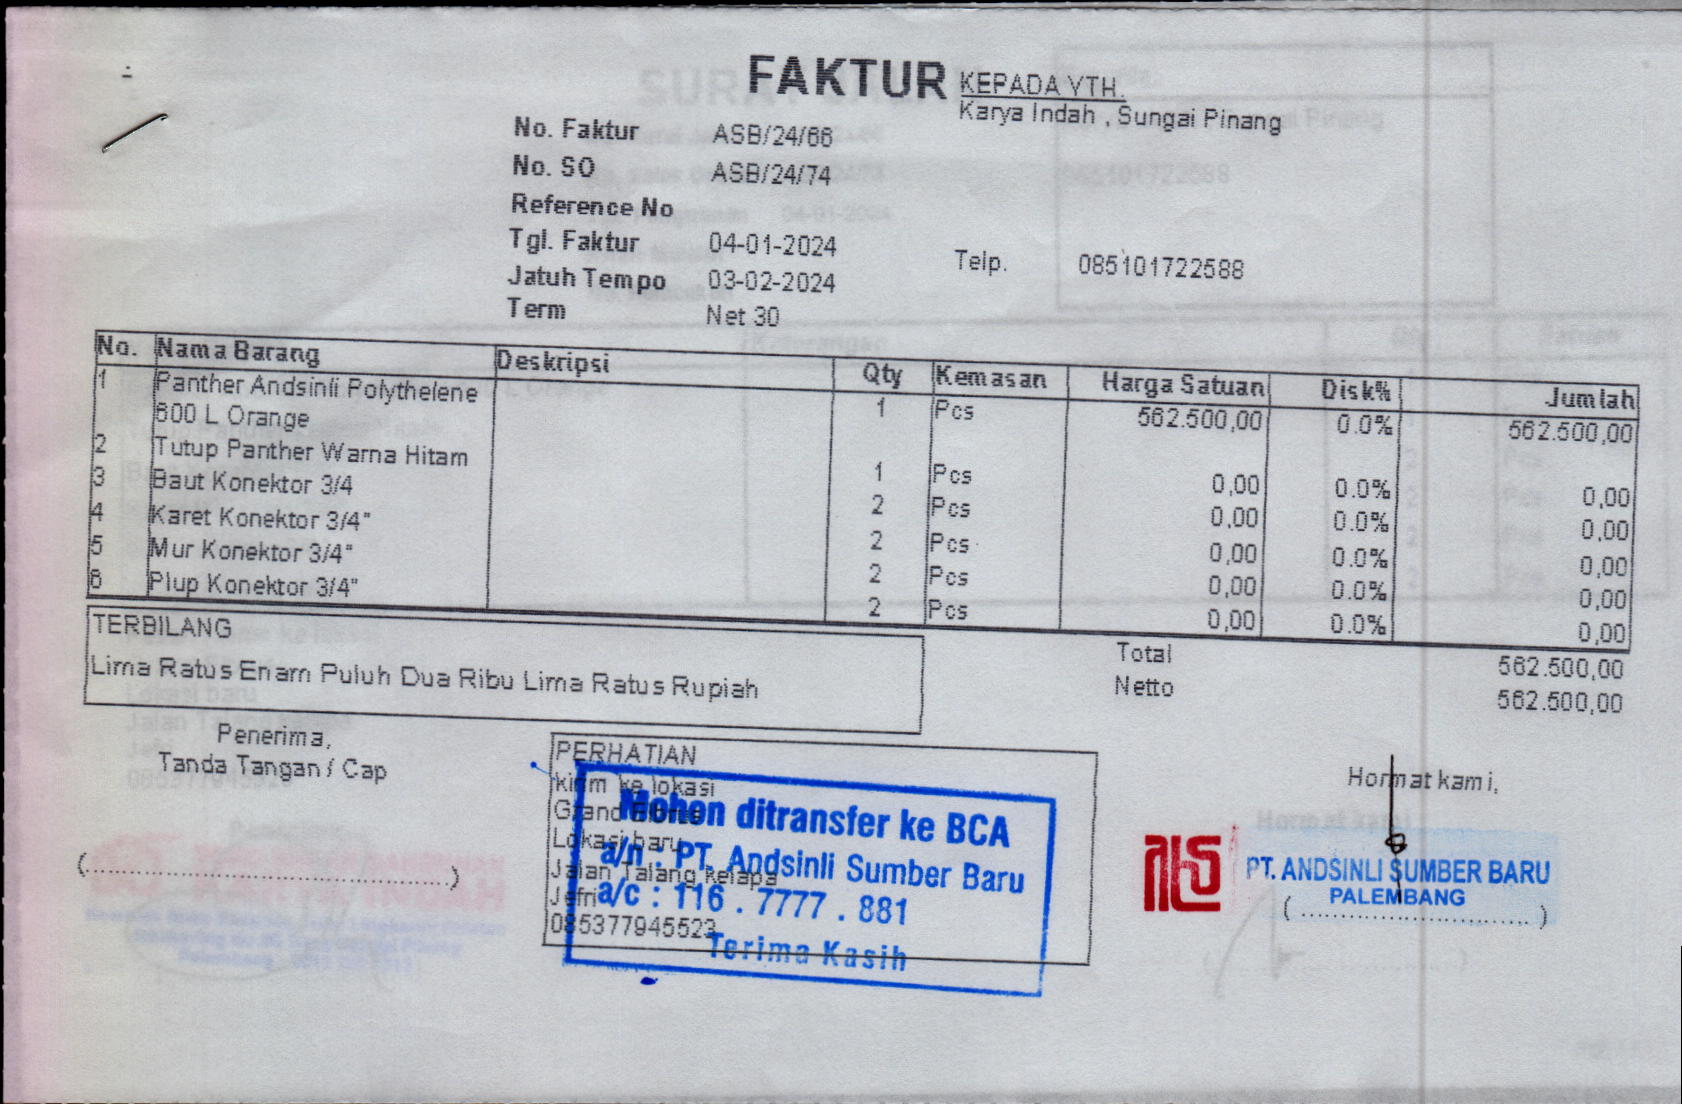 FAKTUR
KEPADA YTH.
Karya Indah , Sungai Pinang
No. Faktur ASB/24/66
No. SO ASB/24/74
Reference No
Tgl. Faktur 04-01-2024
Jatuh Tempo 03-02-2024
Term Net 30
Telp. 085101722588
No. Nama Barang Deskripsi Qty Kemasan Harga Satuan Disk% Jumlah
1 Panther Andsinli Polythelene 1 Pcs 562.500,00 0.0% 562.500,00
600 L Orange
2 Tutup Panther Warna Hitam 1 Pcs 0,00 0.0% 0,00
3 Baut Konektor 3/4 2 Pcs 0,00 0.0% 0,00
4 Karet Konektor 3/4" 2 Pcs 0,00 0.0% 0,00
5 Mur Konektor 3/4" 2 Pcs 0,00 0.0% 0,00
6 Plup Konektor 3/4" 2 Pcs 0,00 0.0% 0,00
TERBILANG
Lima Ratus Enam Puluh Dua Ribu Lima Ratus Rupiah
Total 562.500,00
Netto 562.500,00
Penerima,
Tanda Tangan / Cap
PERHATIAN
kirim ke lokasi
Grand
Lokasi baru
Jalan Talang kelapa
Jefri
085377945523
Mohon ditransfer ke BCA
a/n . PT. Andsinli Sumber Baru
a/c : 116 . 7777 . 881
Terima Kasih
Hormat kami,
PT. ANDSINLI SUMBER BARU
PALEMBANG